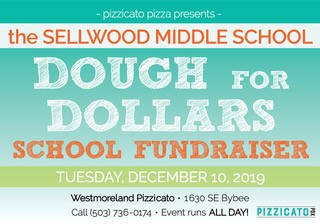 - pizzicato pizza presents -
the SELLWOOD MIDDLE SCHOOL
DOUGH FOR
DOLLARS
SCHOOL FUNDRAISER
TUESDAY, DECEMBER 10, 2019
Westmoreland Pizzicato • 1630 SE Bybee
Call (503) 736-0174 • Event runs ALL DAY!
PIZZICATO PIZZA